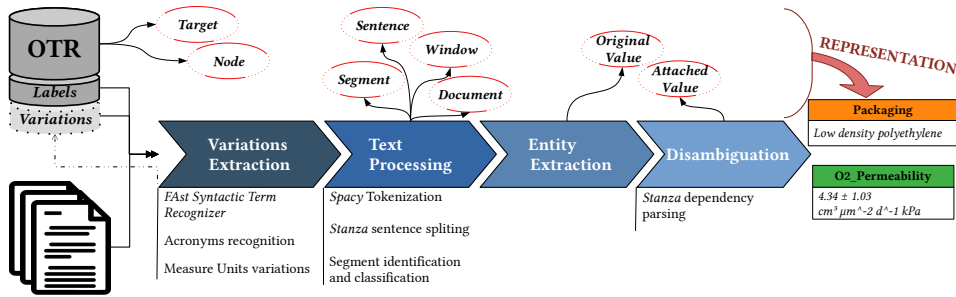 OTR
Labels
Variations
Target
Node
Sentence
Window
Segment
Document
Original
Value
Attached
Value
REPRESENTATION
Variations
Extraction
Text
Processing
Entity
Extraction
Disambiguation
FAst Syntactic Term
Recognizer
Acronyms recognition
Measure Units variations
Spacy Tokenization
Stanza sentence spliting
Segment identification
and classification
Stanza dependency
parsing
Packaging
Low density polyethylene
O2_Permeability
4.34 ± 1.03
cm³ µm^-2 d^-1 kPa